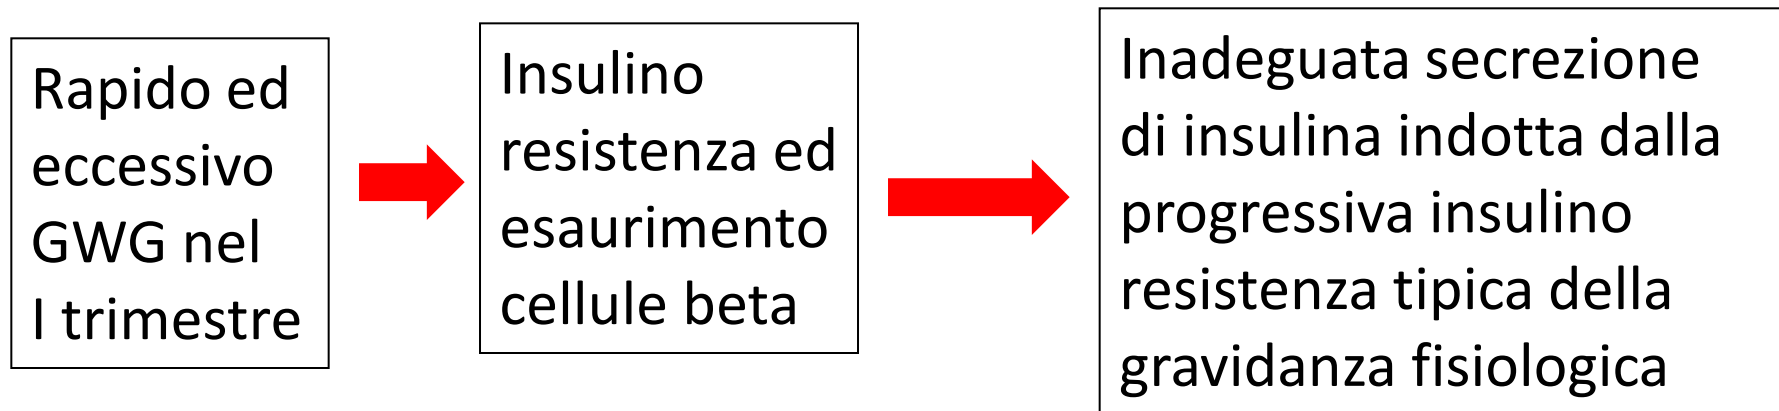 Rapido ed
eccessivo
GWG nel
I trimestre
Insulino
resistenza ed
esaurimento
cellule beta
Inadeguata secrezione
di insulina indotta dalla
progressiva insulino
resistenza tipica della
gravidanza fisiologica